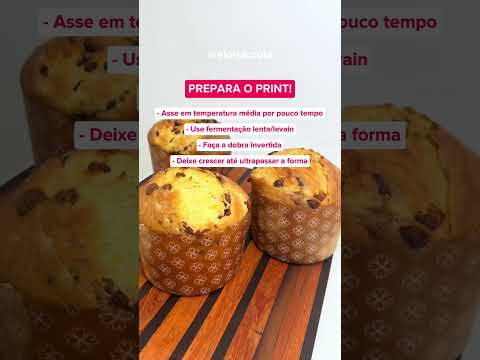 PREPARA O PRINT!
- Asse em temperatura média por pouco tempo
- Use fermentação lenta/levain
- Faça a dobra invertida
- Deixe crescer até ultrapassar a forma